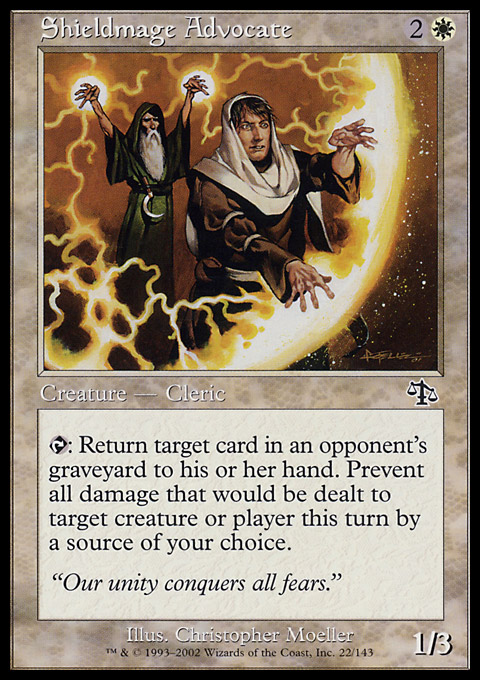 Shieldmage Advocate 2
Creature — Cleric
: Return target card in an opponent's
graveyard to his or her hand. Prevent
all damage that would be dealt to
target creature or player this turn by
a source of your choice.
“Our unity conquers all fears.”
Illus. Christopher Moeller
1/3
™ & © 1993-2002 Wizards of the Coast, Inc. 22/143